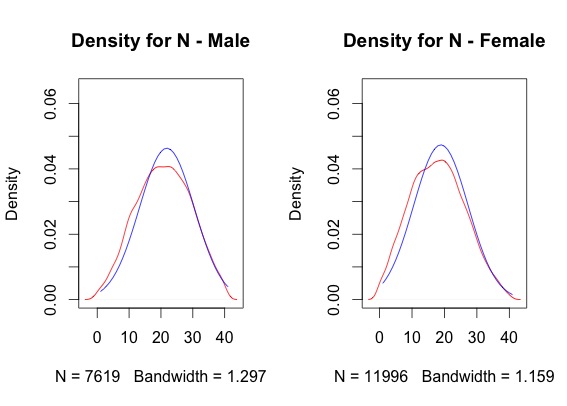 Density for N - Male
Density
0.00 0.02 0.04 0.06
0 10 20 30 40
N = 7619 Bandwidth = 1.297
Density for N - Female
Density
0.00 0.02 0.04 0.06
0 10 20 30 40
N = 11996 Bandwidth = 1.159